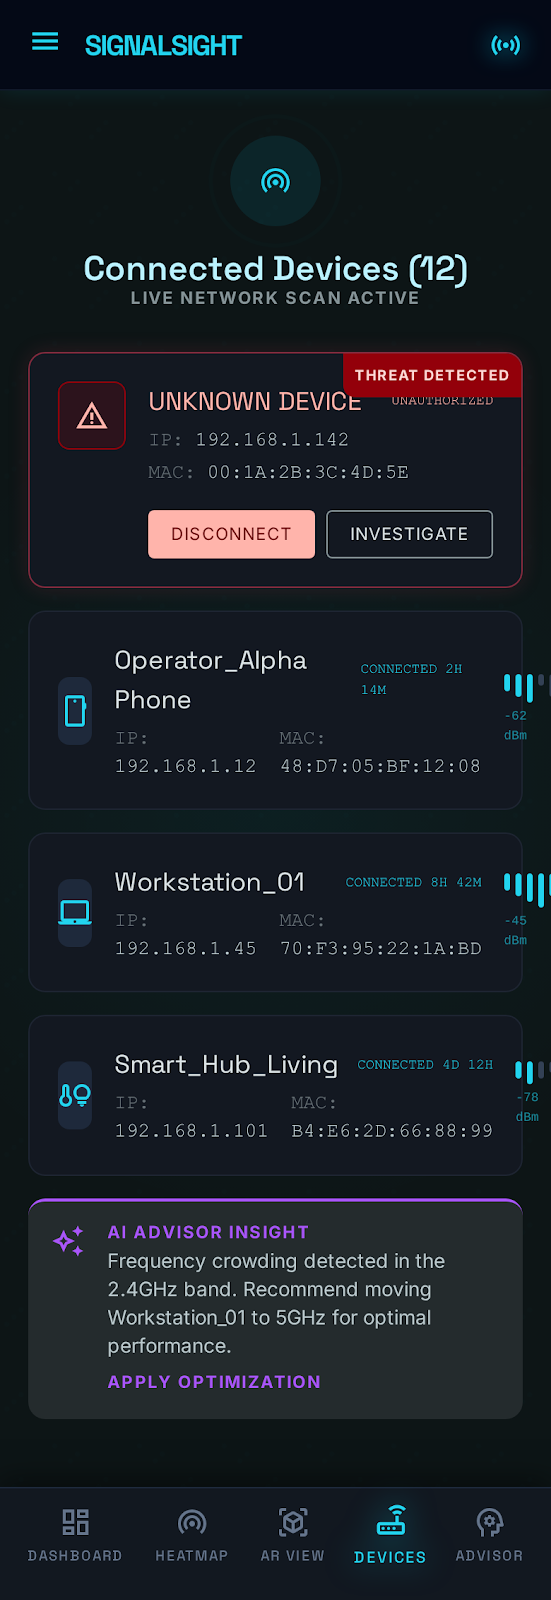 SIGNALSIGHT
Connected Devices (12)
LIVE NETWORK SCAN ACTIVE
THREAT DETECTED
UNKNOWN DEVICE
UNAUTHORIZED
IP: 192.168.1.142
MAC: 00:1A:2B:3C:4D:5E
DISCONNECT
INVESTIGATE
Operator_Alpha
Phone
CONNECTED 2H
14M
-62
dBm
IP:
192.168.1.12
MAC:
48:D7:05:BF:12:08
Workstation_01
CONNECTED 8H 42M
-45
dBm
IP:
192.168.1.45
MAC:
70:F3:95:22:1A:BD
Smart_Hub_Living
CONNECTED 4D 12H
-78
dBm
IP:
192.168.1.101
MAC:
B4:E6:2D:66:88:99
AI ADVISOR INSIGHT
Frequency crowding detected in the
2.4GHz band. Recommend moving
Workstation_01 to 5GHz for optimal
performance.
APPLY OPTIMIZATION
DASHBOARD
HEATMAP
AR VIEW
DEVICES
ADVISOR